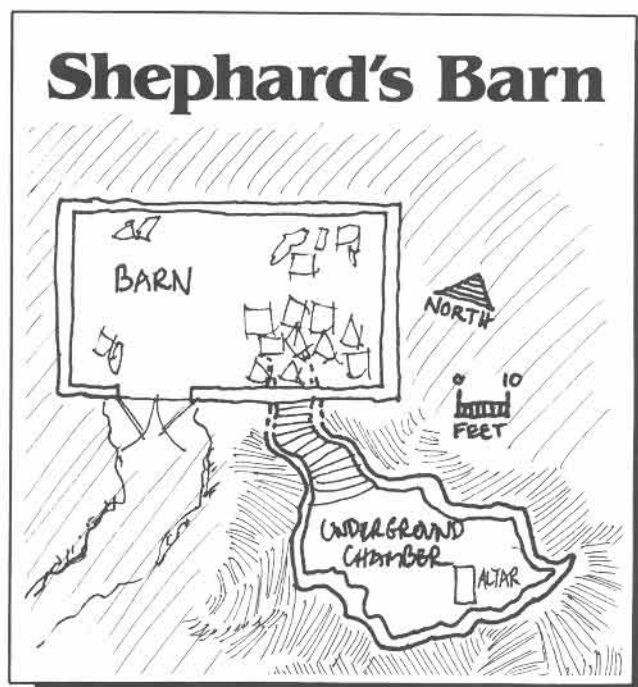 Shephard's Barn
BARN
NORTH
0 10
FEET
UNDERGROUND
CHAMBER
ALTAR